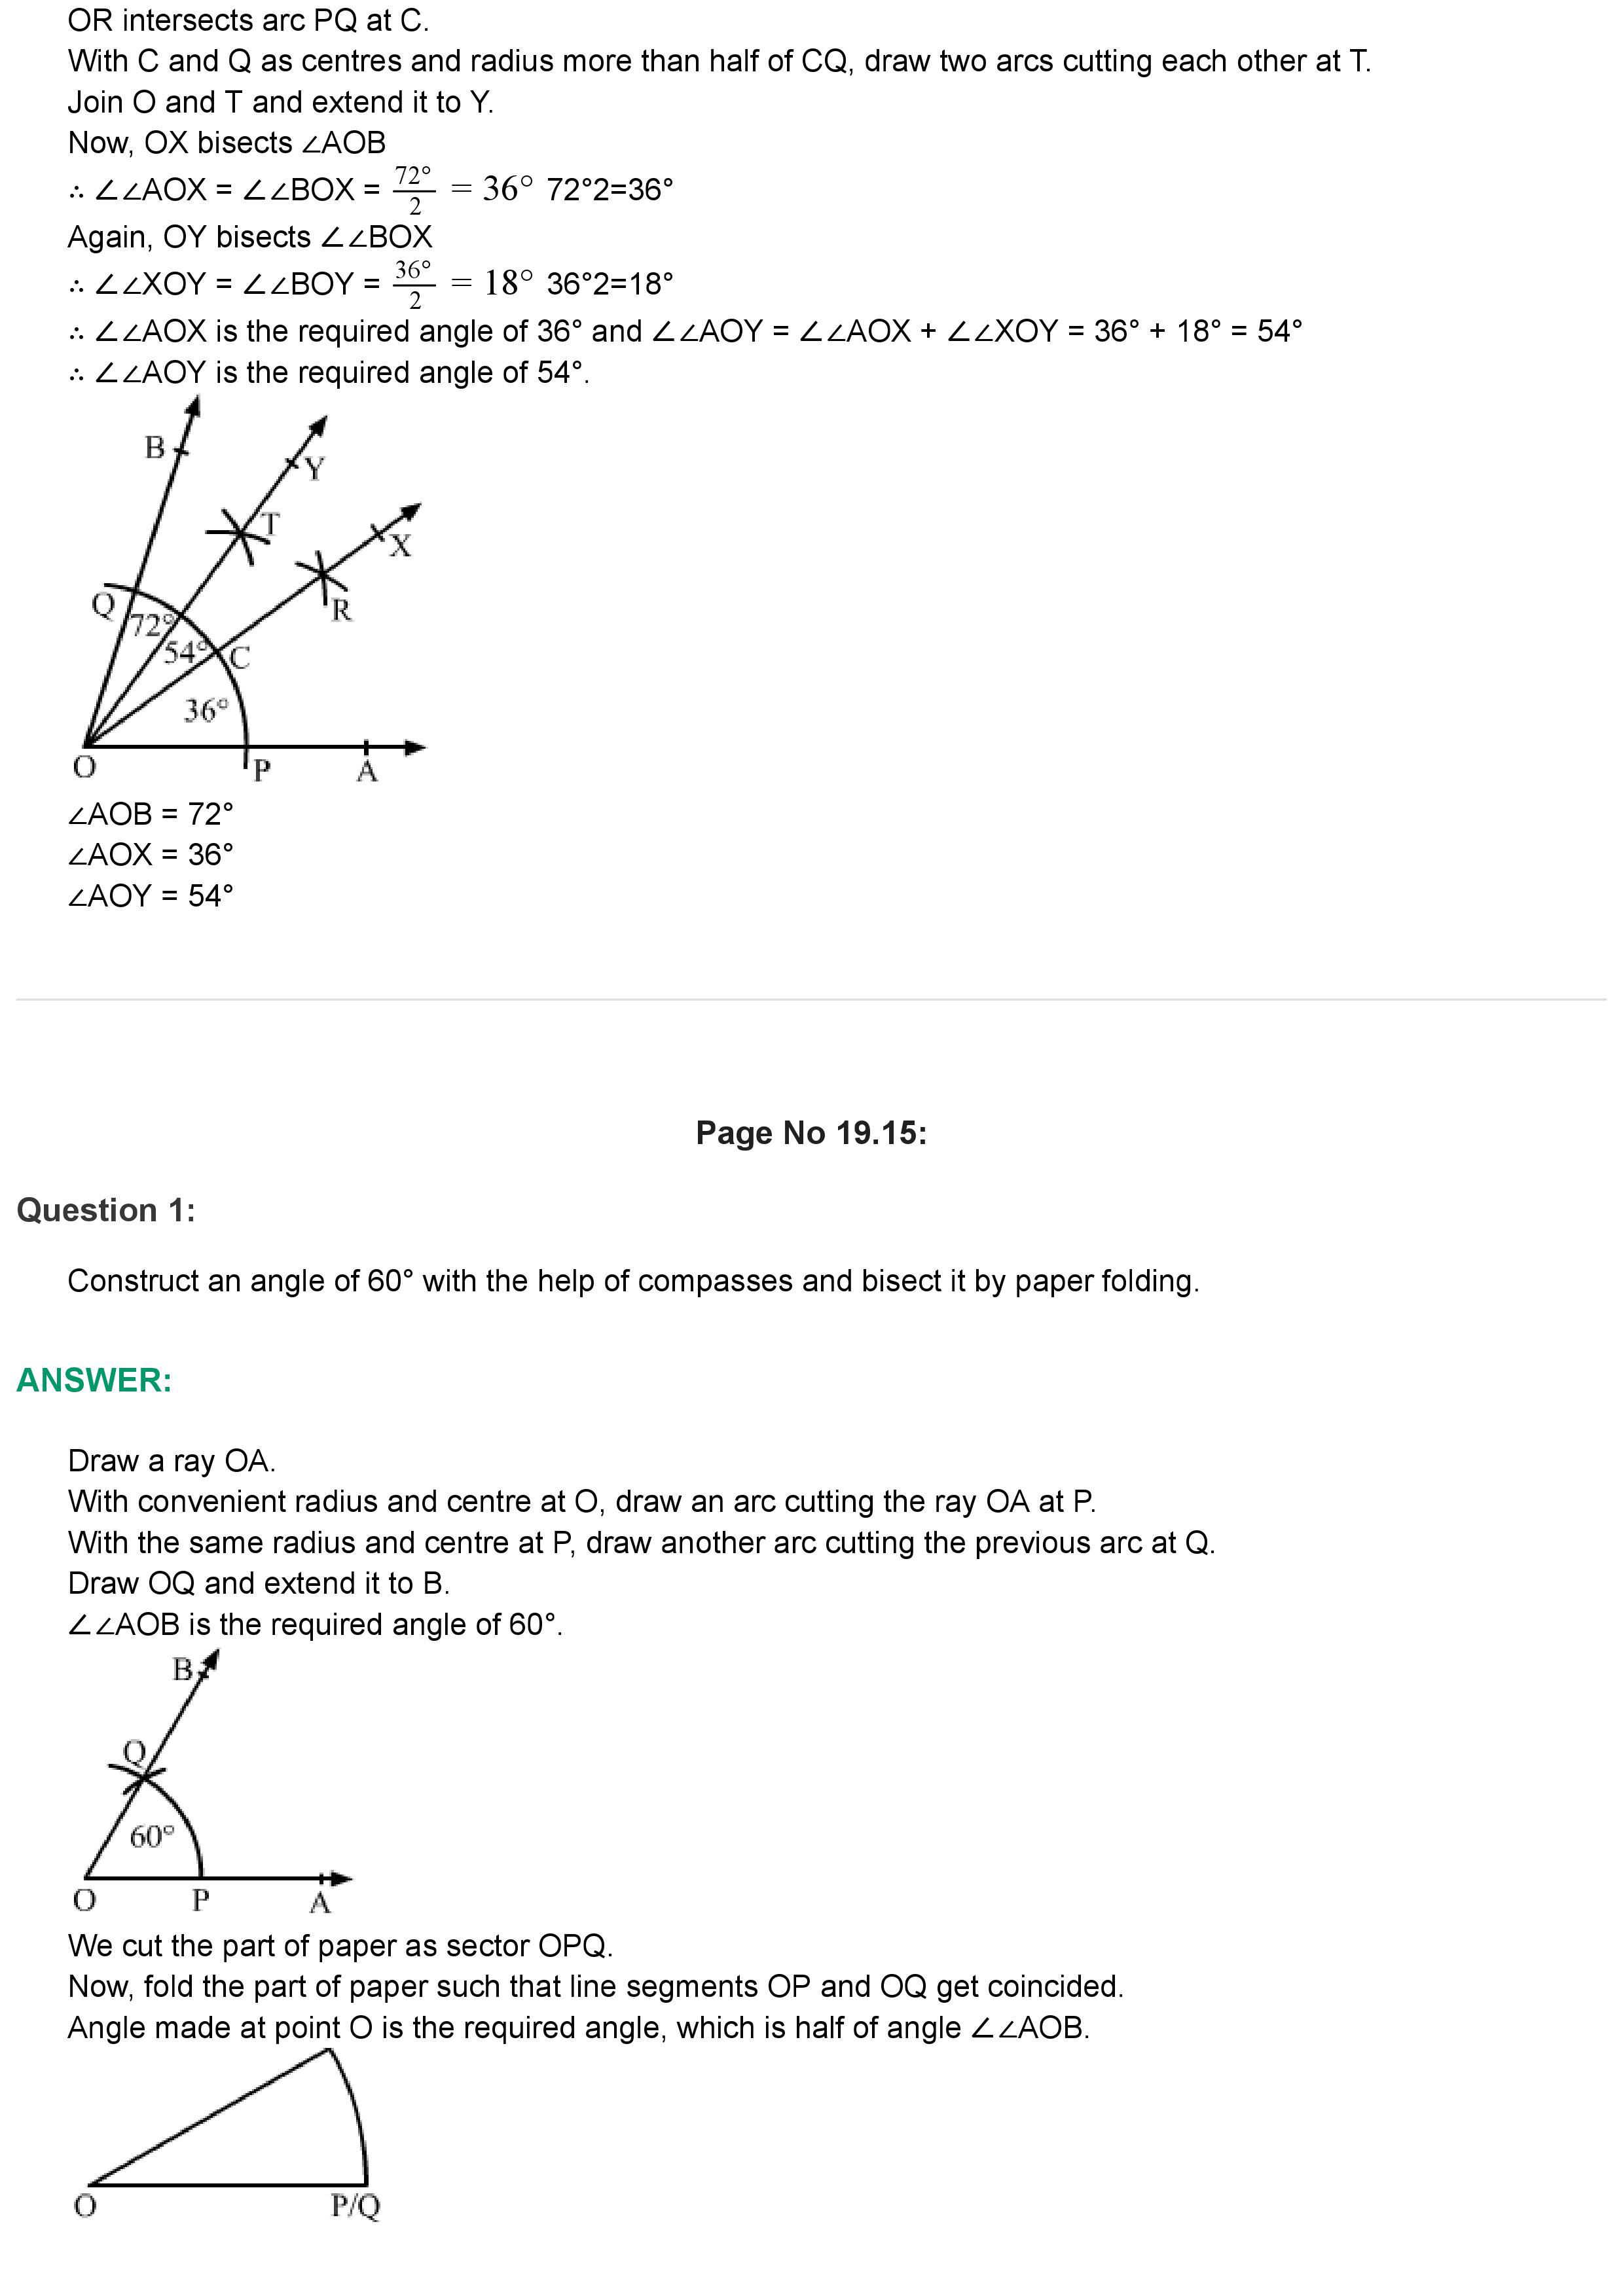 OR intersects arc PQ at C.
With C and Q as centres and radius more than half of CQ, draw two arcs cutting each other at T.
Join O and T and extend it to Y.
Now, OX bisects ∠AOB
∴ ∠∠AOX = ∠∠BOX = 72°/2 = 36° 72°2=36°
Again, OY bisects ∠∠BOX
∴ ∠∠XOY = ∠∠BOY = 36°/2 = 18° 36°2=18°
∴ ∠∠AOX is the required angle of 36° and ∠∠AOY = ∠∠AOX + ∠∠XOY = 36° + 18° = 54°
∴ ∠∠AOY is the required angle of 54°.
B
Y
T
X
Q
R
72°
54°
C
36°
O
P
A
∠AOB = 72°
∠AOX = 36°
∠AOY = 54°
Page No 19.15:
Question 1:
Construct an angle of 60° with the help of compasses and bisect it by paper folding.
ANSWER:
Draw a ray OA.
With convenient radius and centre at O, draw an arc cutting the ray OA at P.
With the same radius and centre at P, draw another arc cutting the previous arc at Q.
Draw OQ and extend it to B.
∠∠AOB is the required angle of 60°.
B
Q
60°
O
P
A
We cut the part of paper as sector OPQ.
Now, fold the part of paper such that line segments OP and OQ get coincided.
Angle made at point O is the required angle, which is half of angle ∠∠AOB.
O
P/Q